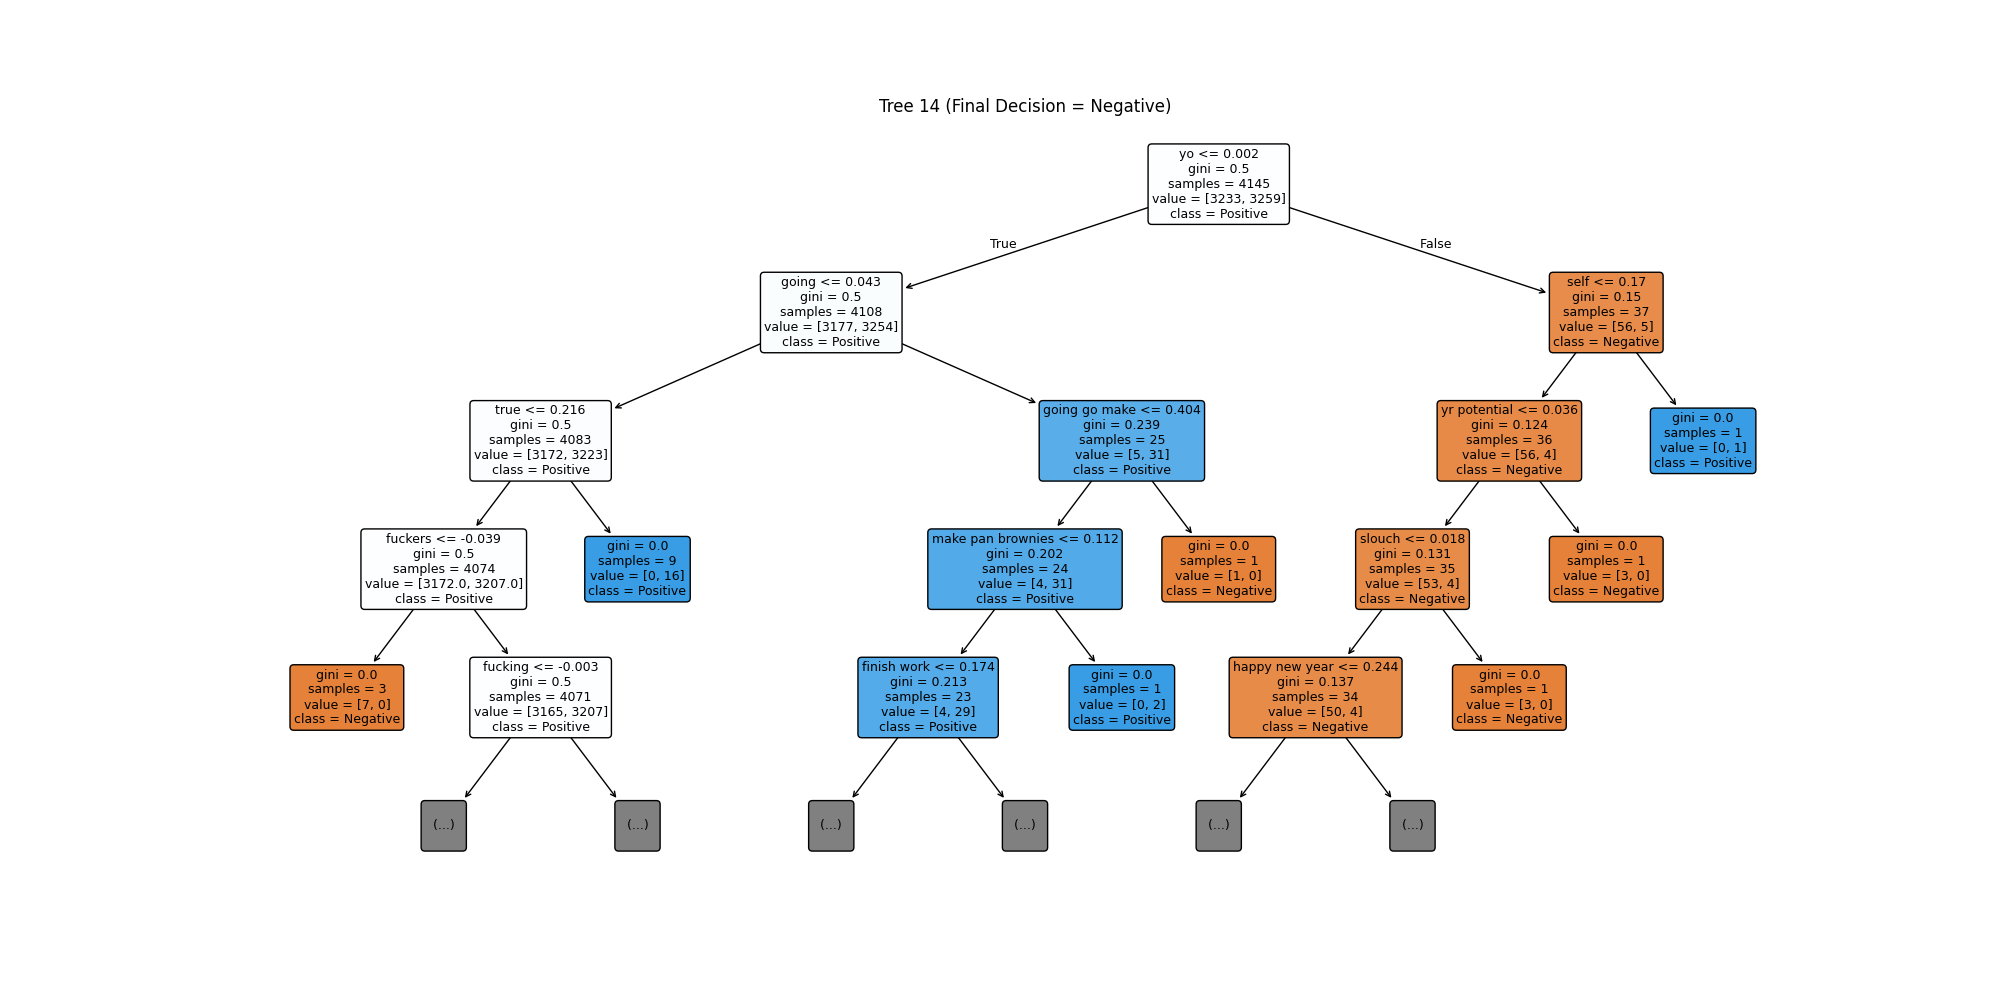 Tree 14 (Final Decision = Negative)
yo <= 0.002
gini = 0.5
samples = 4145
value = [3233, 3259]
class = Positive
True
False
going <= 0.043
gini = 0.5
samples = 4108
value = [3177, 3254]
class = Positive
self <= 0.17
gini = 0.15
samples = 37
value = [56, 5]
class = Negative
true <= 0.216
gini = 0.5
samples = 4083
value = [3172, 3223]
class = Positive
going go make <= 0.404
gini = 0.239
samples = 25
value = [5, 31]
class = Positive
yr potential <= 0.036
gini = 0.124
samples = 36
value = [56, 4]
class = Negative
gini = 0.0
samples = 1
value = [0, 1]
class = Positive
fuckers <= -0.039
gini = 0.5
samples = 4074
value = [3172.0, 3207.0]
class = Positive
gini = 0.0
samples = 9
value = [0, 16]
class = Positive
make pan brownies <= 0.112
gini = 0.202
samples = 24
value = [4, 31]
class = Positive
gini = 0.0
samples = 1
value = [1, 0]
class = Negative
slouch <= 0.018
gini = 0.131
samples = 35
value = [53, 4]
class = Negative
gini = 0.0
samples = 1
value = [3, 0]
class = Negative
gini = 0.0
samples = 3
value = [7, 0]
class = Negative
fucking <= -0.003
gini = 0.5
samples = 4071
value = [3165, 3207]
class = Positive
finish work <= 0.174
gini = 0.213
samples = 23
value = [4, 29]
class = Positive
gini = 0.0
samples = 1
value = [0, 2]
class = Positive
happy new year <= 0.244
gini = 0.137
samples = 34
value = [50, 4]
class = Negative
gini = 0.0
samples = 1
value = [3, 0]
class = Negative
(...)
(...)
(...)
(...)
(...)
(...)